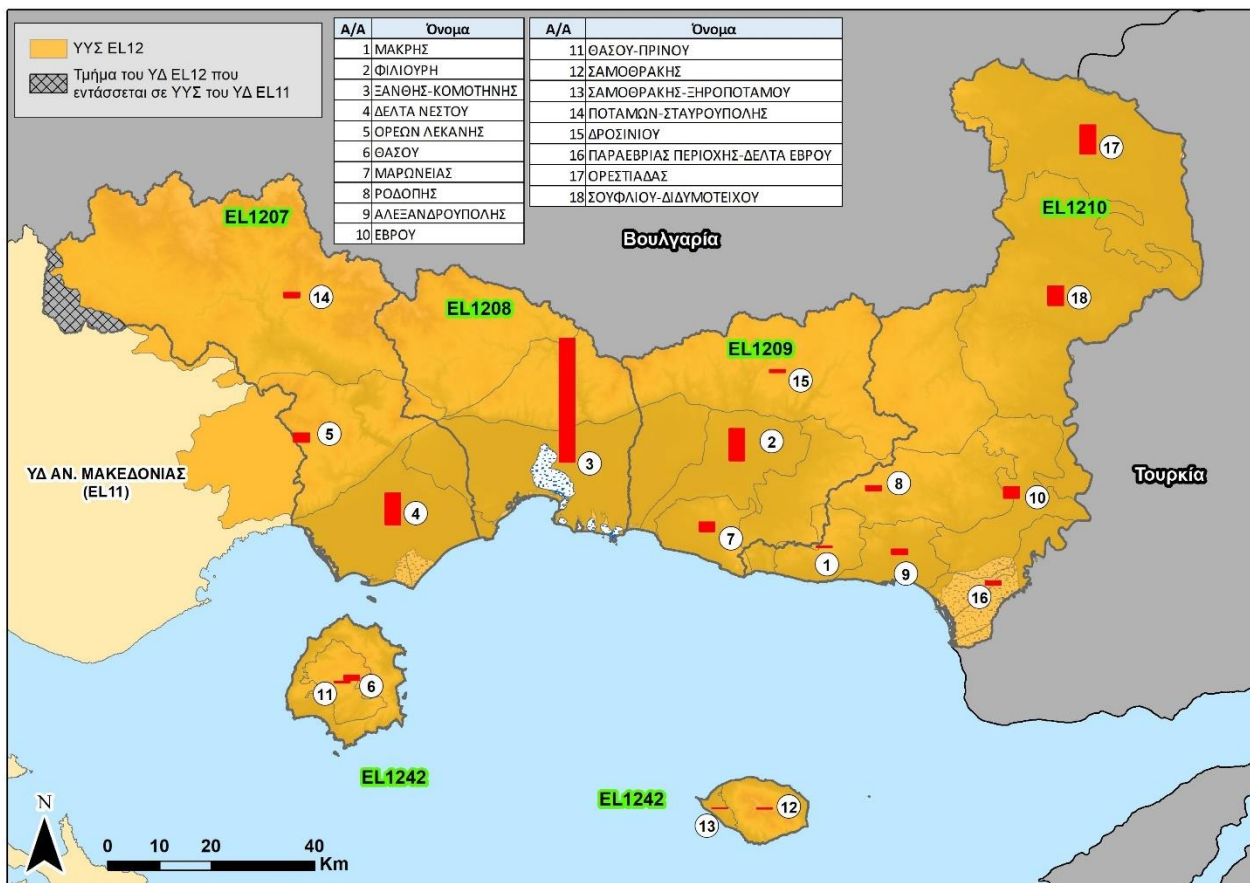 ΥΥΣ EL12
Τμήμα του ΥΔ EL12 που
εντάσσεται σε ΥΥΣ του ΥΔ EL11
Α/Α Όνομα
1 ΜΑΚΡΗΣ
2 ΦΙΛΙΟΥΡΗ
3 ΞΑΝΘΗΣ-ΚΟΜΟΤΗΝΗΣ
4 ΔΕΛΤΑ ΝΕΣΤΟΥ
5 ΟΡΕΩΝ ΛΕΚΑΝΗΣ
6 ΘΑΣΟΥ
7 ΜΑΡΩΝΕΙΑΣ
8 ΡΟΔΟΠΗΣ
9 ΑΛΕΞΑΝΔΡΟΥΠΟΛΗΣ
10 ΕΒΡΟΥ
Α/Α Όνομα
11 ΘΑΣΟΥ-ΠΡΙΝΟΥ
12 ΣΑΜΟΘΡΑΚΗΣ
13 ΣΑΜΟΘΡΑΚΗΣ-ΞΗΡΟΠΟΤΑΜΟΥ
14 ΠΟΤΑΜΩΝ-ΣΤΑΥΡΟΥΠΟΛΗΣ
15 ΔΡΟΣΙΝΙΟΥ
16 ΠΑΡΑΕΒΡΙΑΣ ΠΕΡΙΟΧΗΣ-ΔΕΛΤΑ ΕΒΡΟΥ
17 ΟΡΕΣΤΙΑΔΑΣ
18 ΣΟΥΦΛΙΟΥ-ΔΙΔΥΜΟΤΕΙΧΟΥ
17
EL1207
EL1210
Βουλγαρία
14
18
EL1208
EL1209
15
5
2
3
ΥΔ ΑΝ. ΜΑΚΕΔΟΝΙΑΣ
(EL11)
Τουρκία
8
10
4
7
1
9
16
11
6
EL1242
EL1242
13
12
N
0 10 20 40
Km